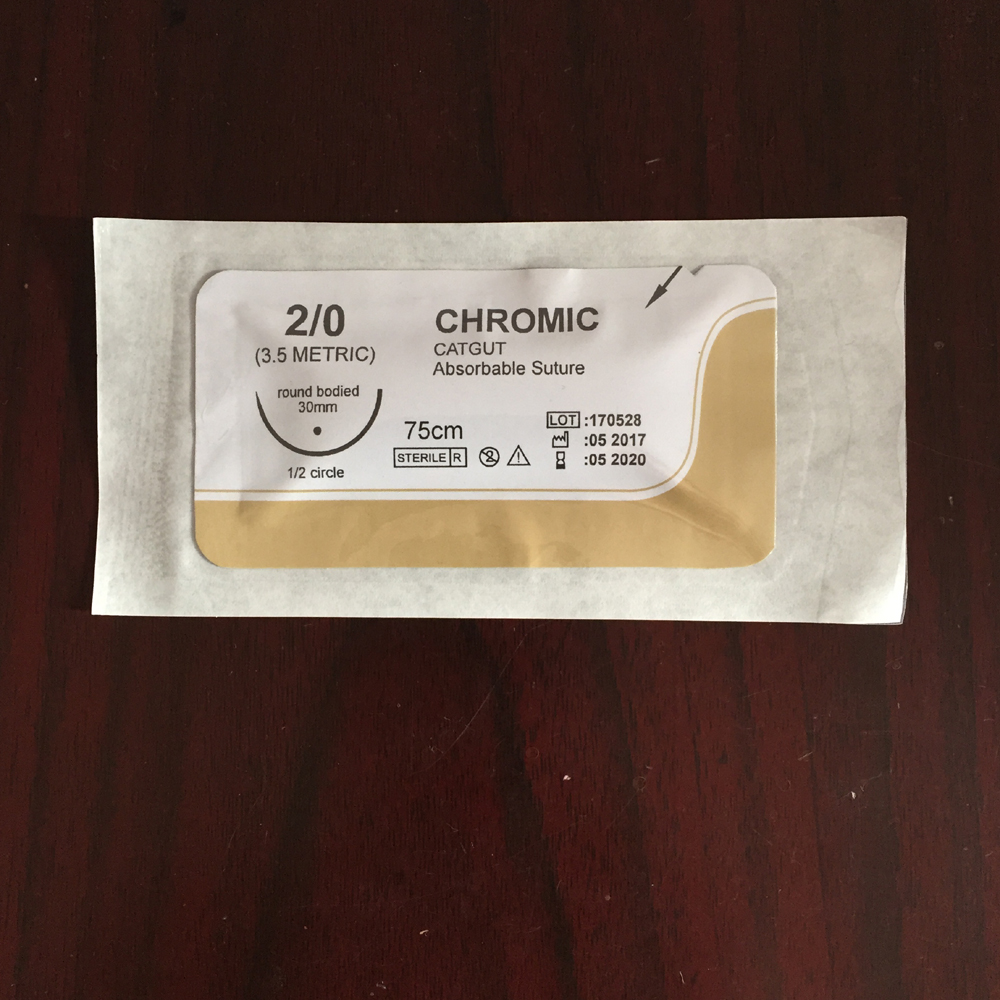 2/0
(3.5 METRIC)
round bodied
30mm
1/2 circle
CHROMIC
CATGUT
Absorbable Suture
75cm
STERILE R
2
LOT :170528
:05 2017
:05 2020